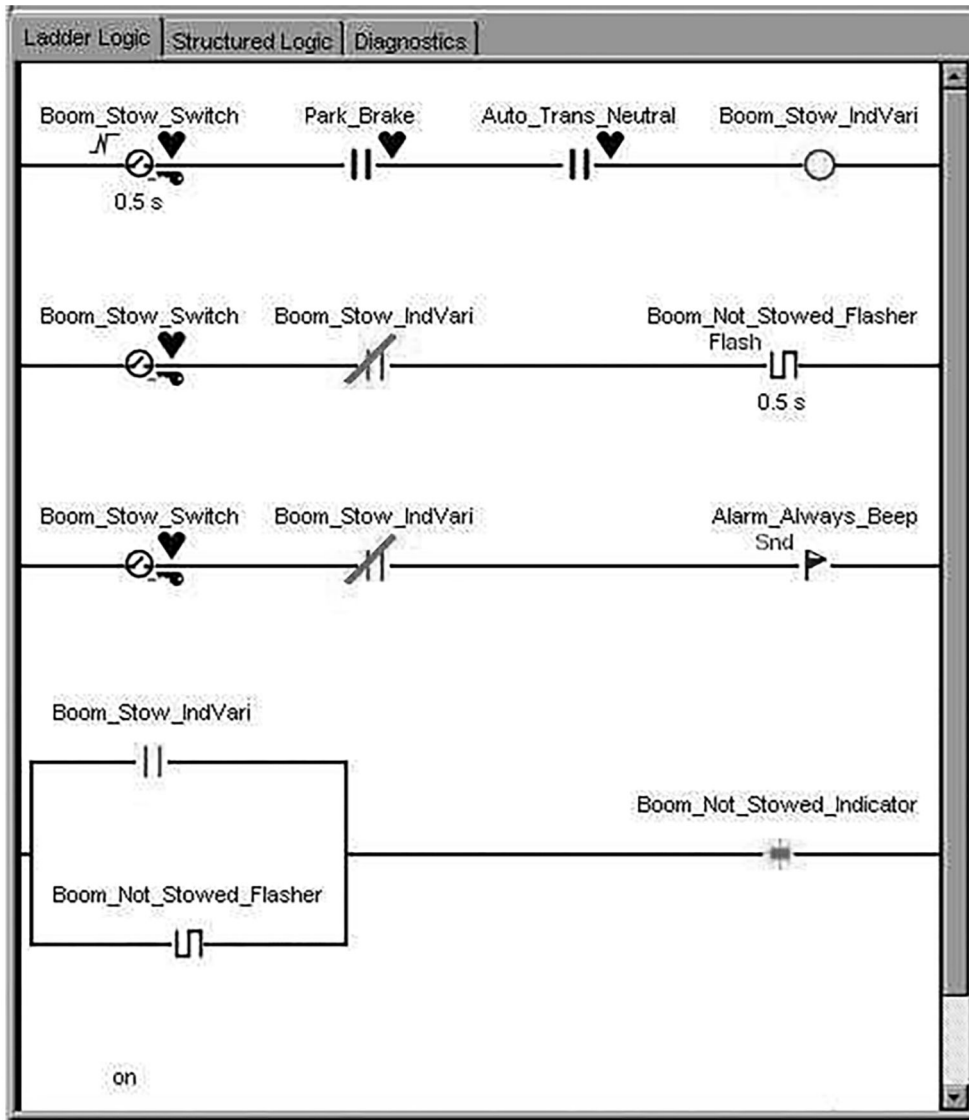 Ladder Logic Structured Logic Diagnostics
Boom_Stow_Switch Park_Brake Auto_Trans_Neutral Boom_Stow_IndVari
0.5 s
Boom_Stow_Switch Boom_Stow_IndVari Boom_Not_Stowed_Flasher
Flash
0.5 s
Boom_Stow_Switch Boom_Stow_IndVari Alarm_Always_Beep
Snd
Boom_Stow_IndVari
Boom_Not_Stowed_Indicator
Boom_Not_Stowed_Flasher
on